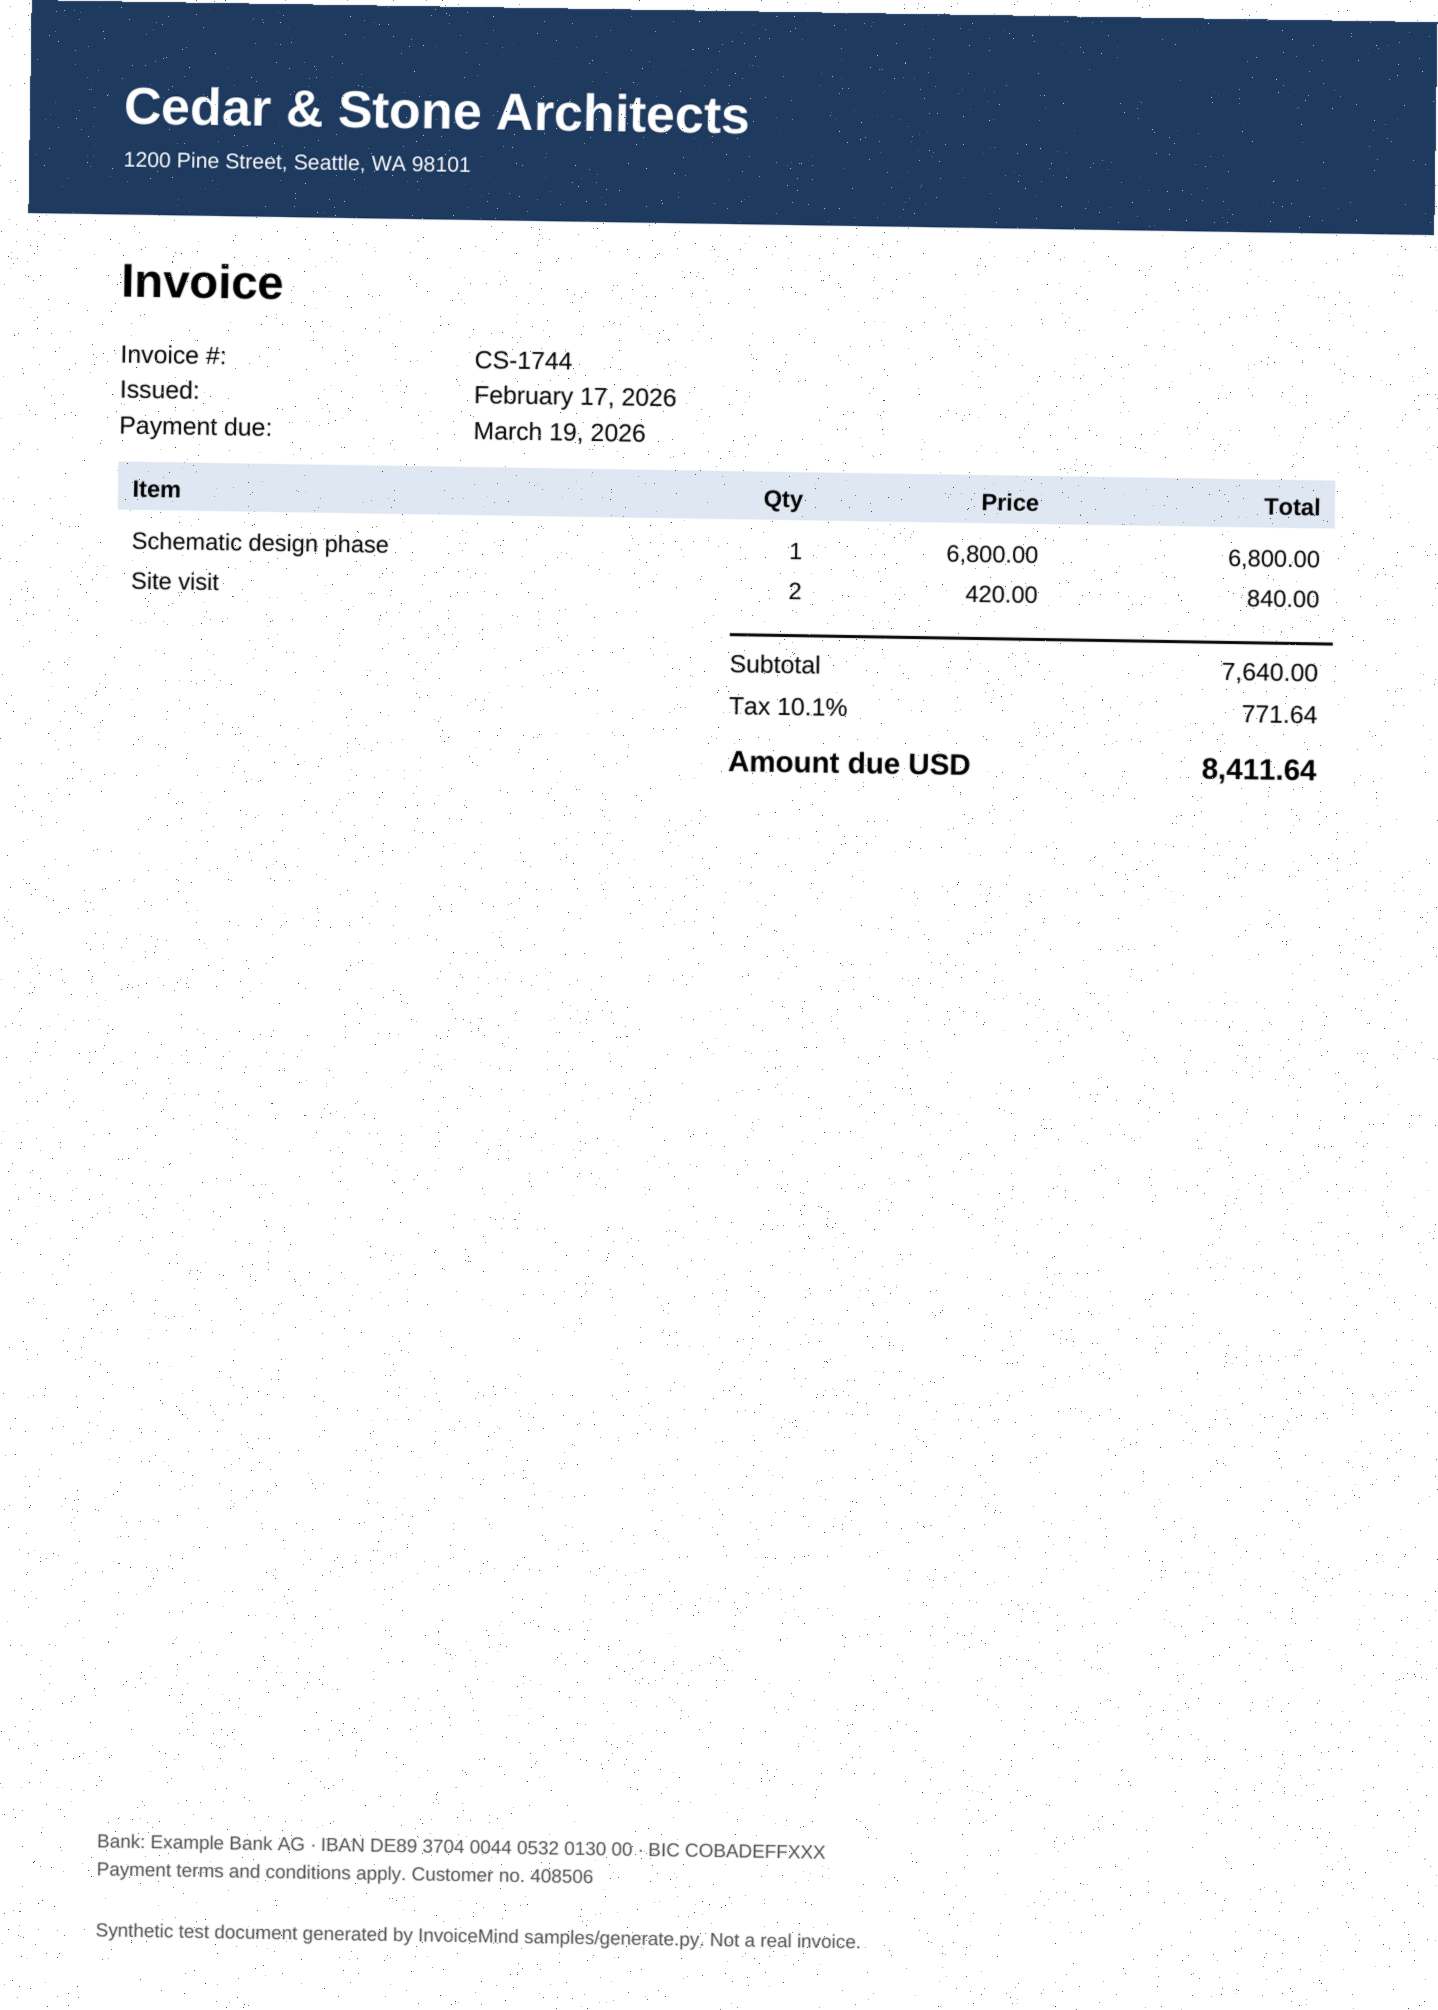 Cedar & Stone Architects
1200 Pine Street, Seattle, WA 98101
Invoice
Invoice #: CS-1744
Issued: February 17, 2026
Payment due: March 19, 2026
Item Qty Price Total
Schematic design phase 1 6,800.00 6,800.00
Site visit 2 420.00 840.00
Subtotal 7,640.00
Tax 10.1% 771.64
Amount due USD 8,411.64
Bank: Example Bank AG · IBAN DE89 3704 0044 0532 0130 00 · BIC COBADEFFXXX
Payment terms and conditions apply. Customer no. 408506
Synthetic test document generated by InvoiceMind samples/generate.py. Not a real invoice.